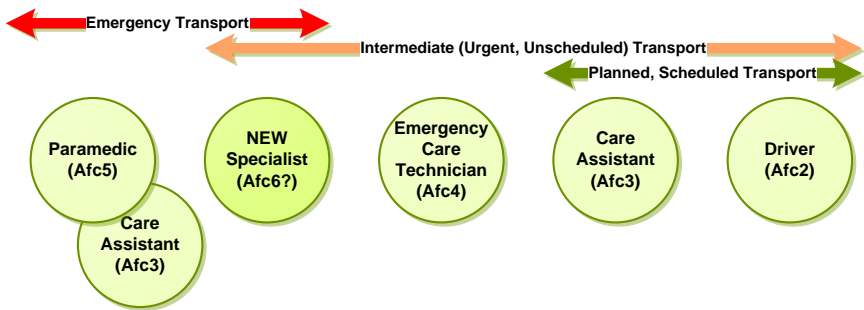 Emergency Transport
Intermediate (Urgent, Unscheduled) Transport
Planned, Scheduled Transport
Paramedic
(Afc5)
Care
Assistant
(Afc3)
NEW
Specialist
(Afc6?)
Emergency
Care
Technician
(Afc4)
Care
Assistant
(Afc3)
Driver
(Afc2)